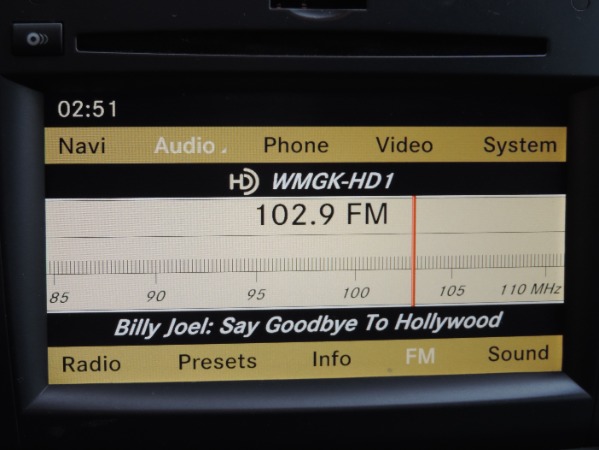 02:51
Navi Audio Phone Video System
HD WMGK-HD1
102.9 FM
85 90 95 100 105 110 MHz
Billy Joel: Say Goodbye To Hollywood
Radio Presets Info FM Sound